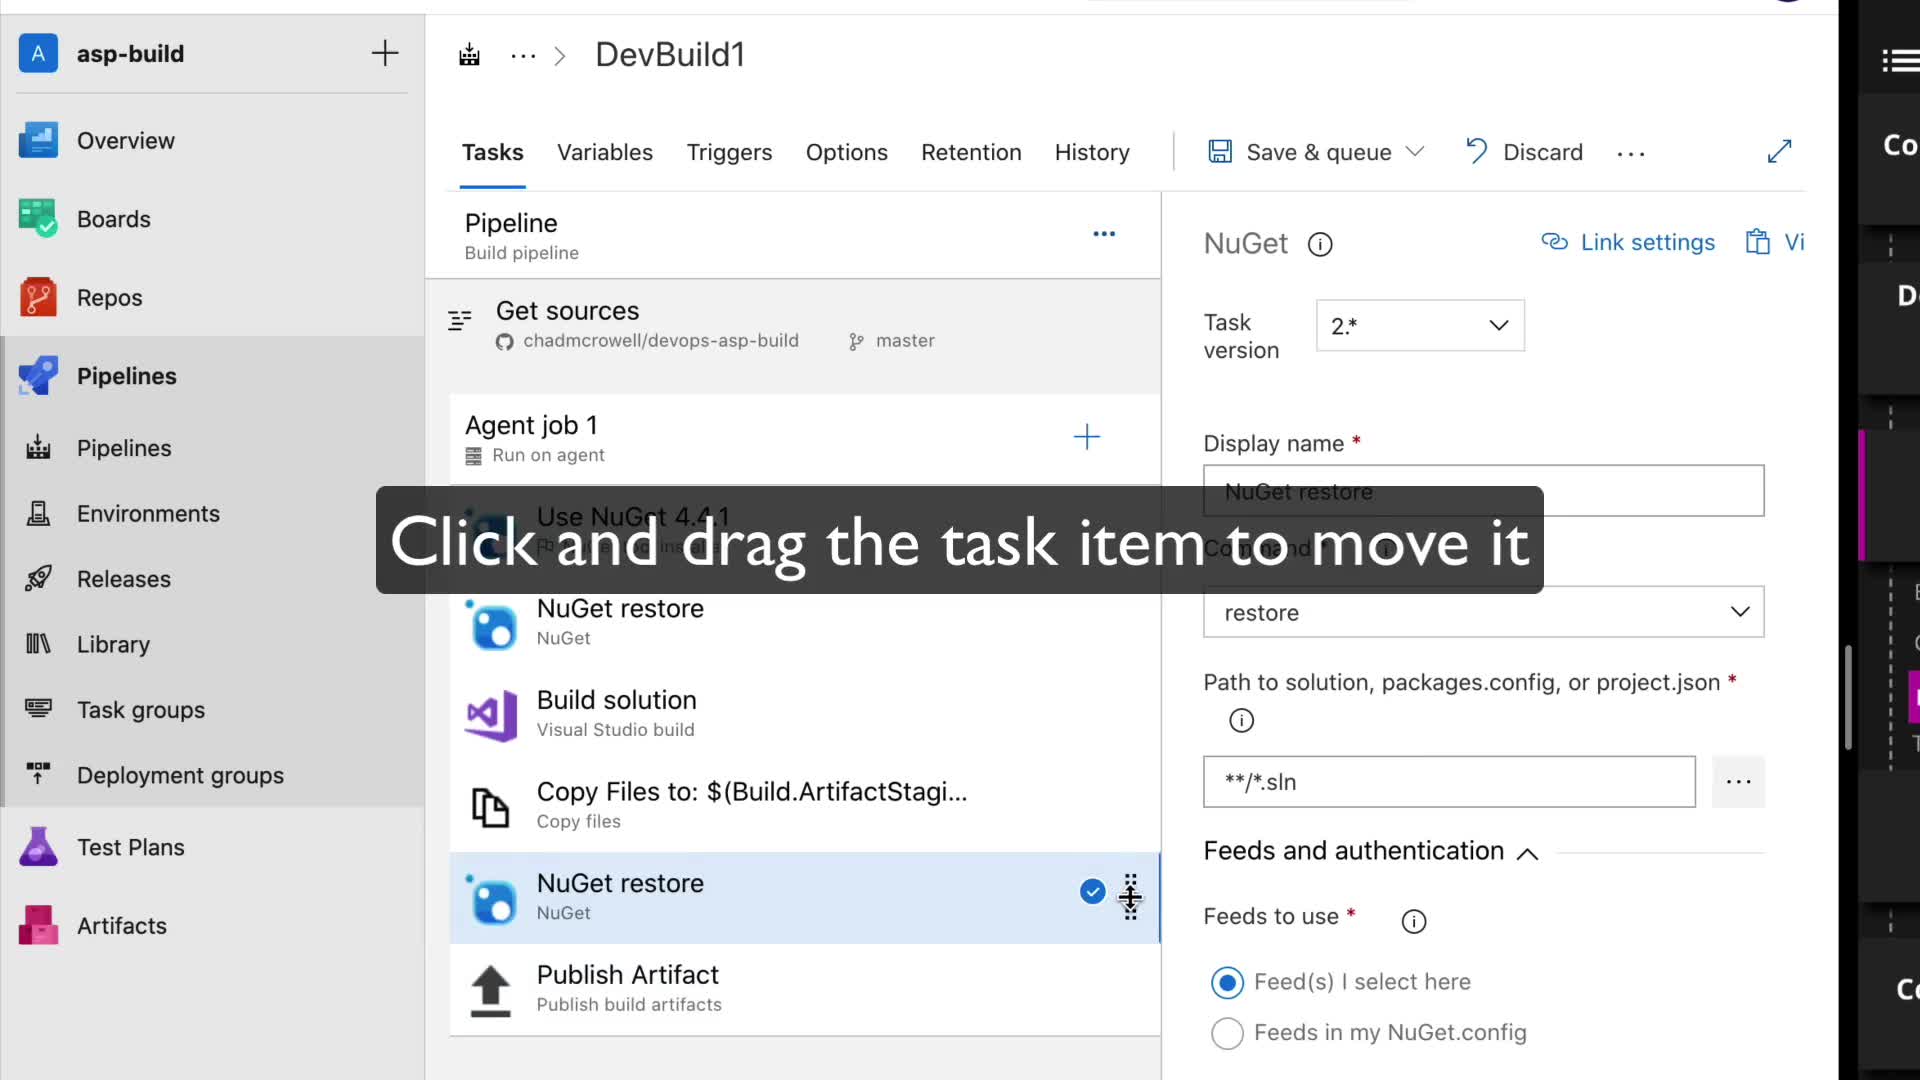 A asp-build
DevBuild1
Tasks Variables Triggers Options Retention History Save & queue Discard
Overview
Boards
Repos
Pipelines
Pipelines
Environments
Releases
Library
Task groups
Deployment groups
Test Plans
Artifacts
Pipeline
Build pipeline
Get sources
chadmcrowell/devops-asp-build master
Agent job 1
Run on agent
Use NuGet 4.4.1
Click and drag the task item to move it
NuGet restore
NuGet
Build solution
Visual Studio build
Copy Files to: $(Build.ArtifactStagi...
Copy files
NuGet restore
NuGet
Publish Artifact
Publish build artifacts
NuGet Link settings Vi
Task
version
2.*
Display name *
NuGet restore
Command
restore
Path to solution, packages.config, or project.json *
**/*.sln
Feeds and authentication
Feeds to use *
Feed(s) I select here
Feeds in my NuGet.config
Co